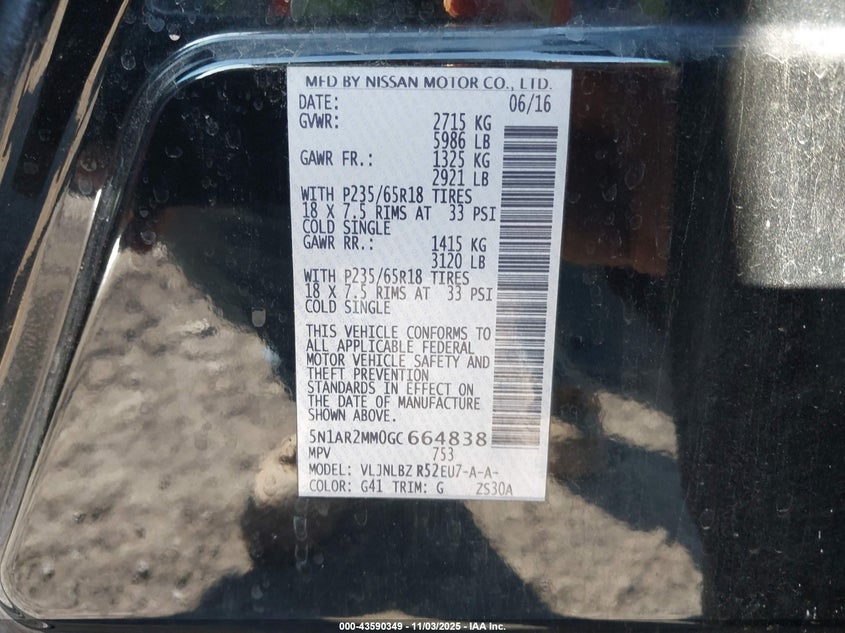 MFD BY NISSAN MOTOR CO., LTD.
DATE: 06/16
GVWR: 2715 KG
5986 LB
GAWR FR.: 1325 KG
2921 LB
WITH P235/65R18 TIRES
18 X 7.5 RIMS AT 33 PSI
COLD SINGLE
GAWR RR.: 1415 KG
3120 LB
WITH P235/65R18 TIRES
18 X 7.5 RIMS AT 33 PSI
COLD SINGLE
THIS VEHICLE CONFORMS TO
ALL APPLICABLE FEDERAL
MOTOR VEHICLE SAFETY AND
THEFT PREVENTION
STANDARDS IN EFFECT ON
THE DATE OF MANUFACTURE
SHOWN ABOVE.
5N1AR2MM0GC664838
MPV 753
MODEL: VLJNLBZ R52EU7-A-A-
COLOR: G41 TRIM: G ZS30A
000-43590349 - 11/03/2025 - IAA Inc.